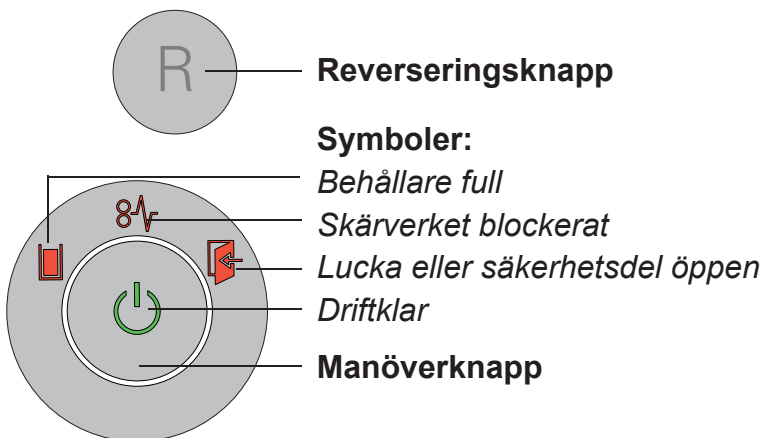 R
Reverseringsknapp
Symboler:
Behållare full
Skärverket blockerat
Lucka eller säkerhetsdel öppen
Driftklar
Manöverknapp